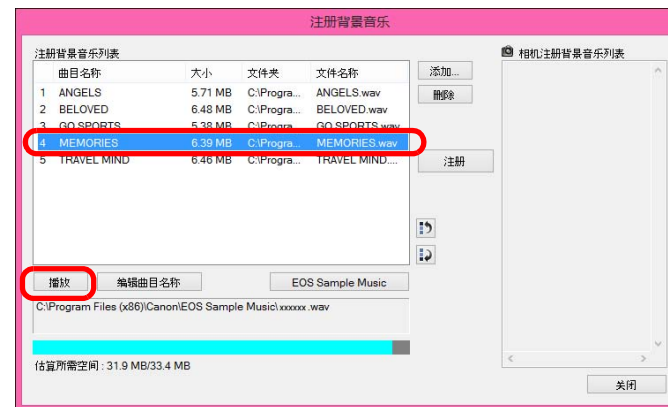 注册背景音乐
注册背景音乐列表
曲目名称 大小 文件夹 文件名称
1 ANGELS 5.71 MB C:\Progra... ANGELS.wav
2 BELOVED 6.48 MB C:\Progra... BELOVED.wav
3 GO SPORTS 5.38 MB C:\Progra... GO SPORTS.wav
4 MEMORIES 6.39 MB C:\Progra... MEMORIES.wav
5 TRAVEL MIND 6.46 MB C:\Progra... TRAVEL MIND....
添加...
删除
注册
相机注册背景音乐列表
播放 编辑曲目名称 EOS Sample Music
C:\Program Files (x86)\Canon\EOS Sample Music\xxxxxx .wav
估算所需空间 : 31.9 MB/33.4 MB
关闭